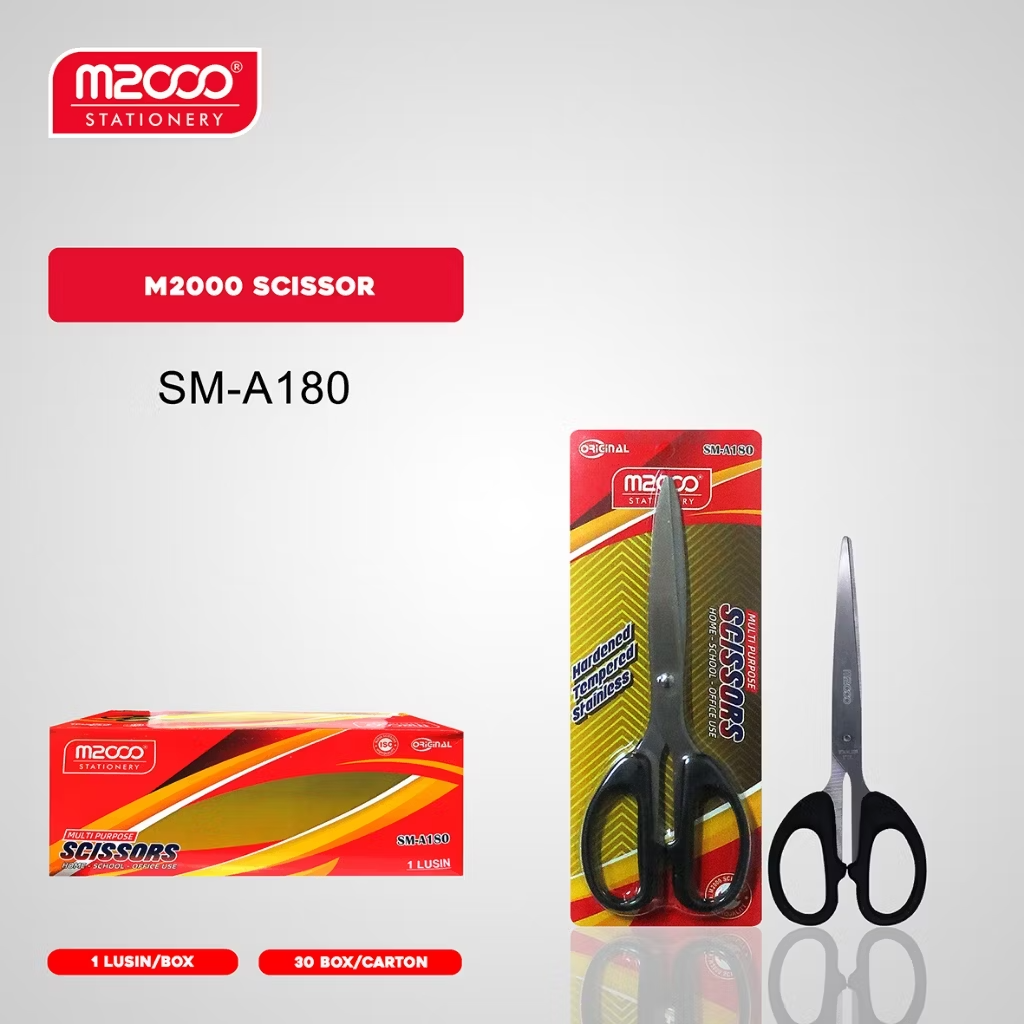 M2000®
STATIONERY
M2000 SCISSOR
SM-A180
ORIGINAL
SM-A180
M2000
STATIONERY
Hardened
Tempered
Stainless
MULTI PURPOSE
SCISSORS
HOME - SCHOOL - OFFICE USE
M2000
M2000
STATIONERY
ISO
ORIGINAL
MULTI PURPOSE
SCISSORS
HOME - SCHOOL - OFFICE USE
SM-A180
1 LUSIN
1 LUSIN/BOX
30 BOX/CARTON